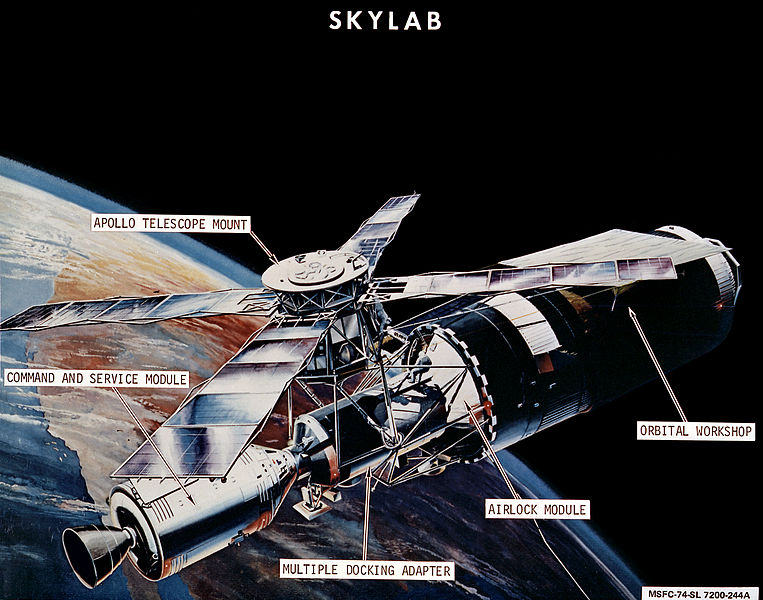 SKYLAB
APOLLO TELESCOPE MOUNT
COMMAND AND SERVICE MODULE
ORBITAL WORKSHOP
AIRLOCK MODULE
MULTIPLE DOCKING ADAPTER
MSFC-74-SL 7200-244A